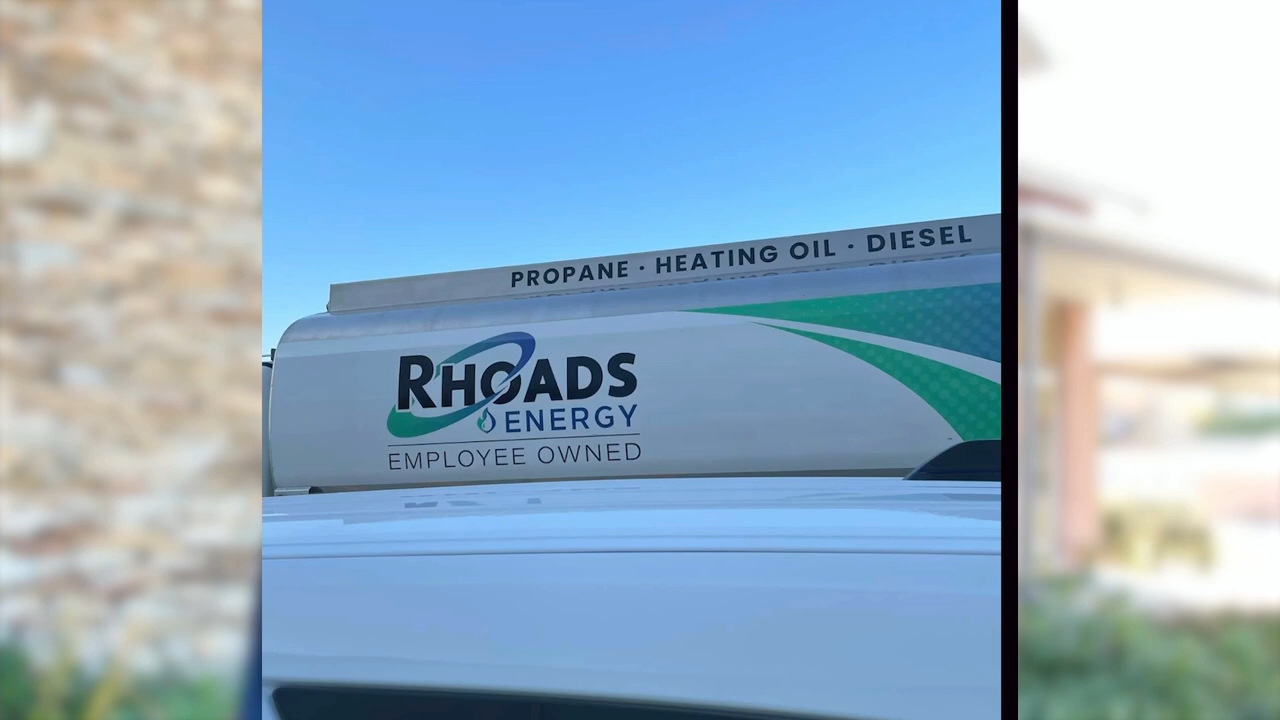 PROPANE · HEATING OIL · DIESEL
RHOADS
ENERGY
EMPLOYEE OWNED